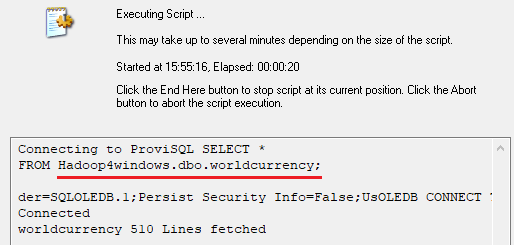 Executing Script ...
This may take up to several minutes depending on the size of the script.
Started at 15:55:16, Elapsed: 00:00:20
Click the End Here button to stop script at its current position. Click the Abort
button to abort the script execution.
Connecting to ProviSQL SELECT *
FROM Hadoop4windows.dbo.worldcurrency;
der=SQLOLEDB.1;Persist Security Info=False;UsOLEDB CONNECT
Connected
worldcurrency 510 Lines fetched